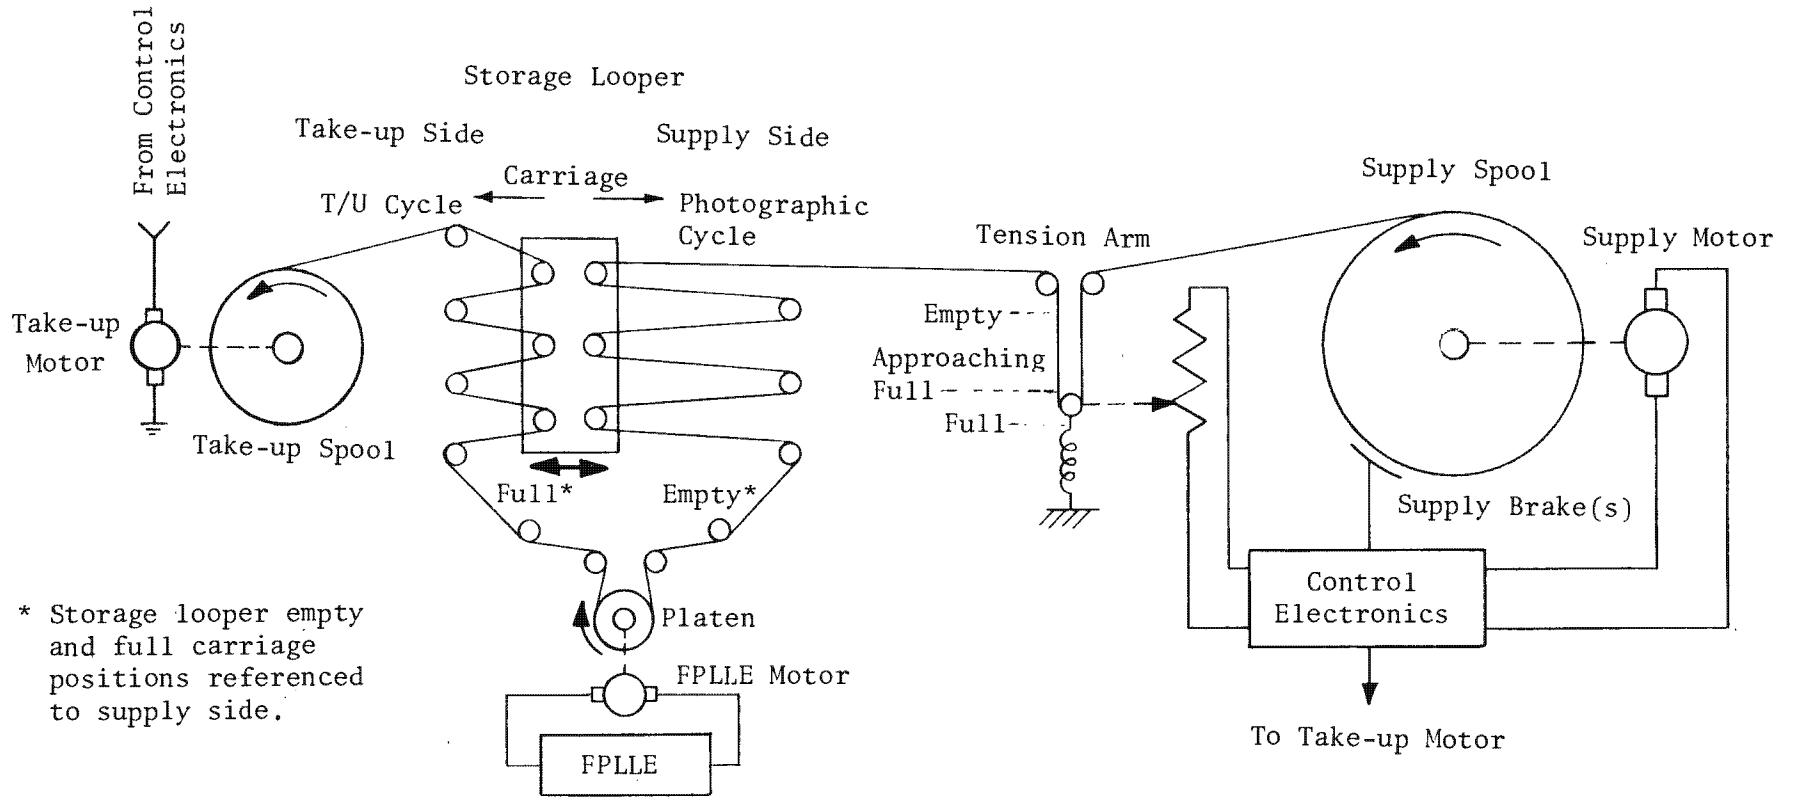 From Control
Electronics
Storage Looper
Take-up Side
Supply Side
Carriage
T/U Cycle
Photographic
Cycle
Tension Arm
Supply Spool
Supply Motor
Take-up
Motor
Take-up Spool
Empty
Approaching
Full
Full
Full*
Empty*
Supply Brake(s)
Control
Electronics
To Take-up Motor
Platen
FPLLE Motor
FPLLE
* Storage looper empty
and full carriage
positions referenced
to supply side.